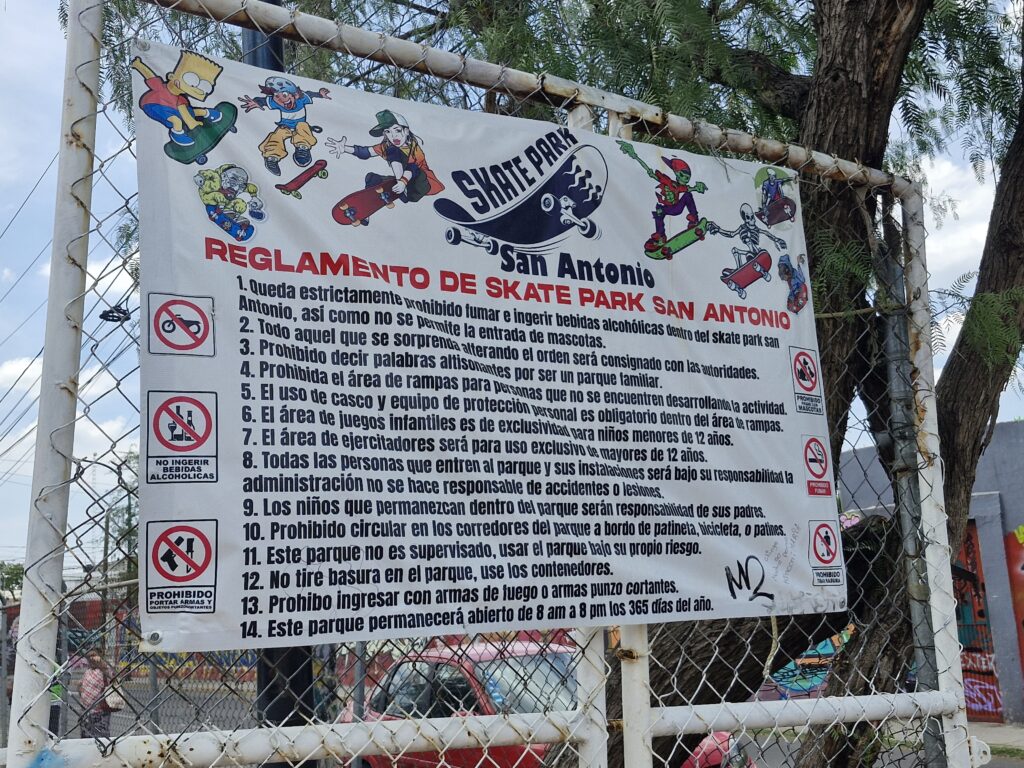 SKATE PARK
San Antonio
REGLAMENTO DE SKATE PARK SAN ANTONIO
1. Queda estrictamente prohibido fumar e ingerir bebidas alcohólicas dentro del skate park san
Antonio, así como no se permite la entrada de mascotas.
2. Todo aquel que se sorprenda alterando el orden será consignado con las autoridades.
3. Prohibido decir palabras altisonantes por ser un parque familiar.
4. Prohibida el área de rampas para personas que no se encuentren desarrollando la actividad.
5. El uso de casco y equipo de protección personal es obligatorio dentro del área de rampas.
6. El área de juegos infantiles es de exclusividad para niños menores de 12 años.
7. El área de ejercitadores será para uso exclusivo de mayores de 12 años.
8. Todas las personas que entren al parque y sus instalaciones será bajo su responsabilidad la
administración no se hace responsable de accidentes o lesiones.
9. Los niños que permanezcan dentro del parque serán responsabilidad de sus padres.
10. Prohibido circular en los corredores del parque a bordo de patineta, bicicleta, o patines.
11. Este parque no es supervisado, usar el parque bajo su propio riesgo.
12. No tire basura en el parque, use los contenedores.
13. Prohibo ingresar con armas de juego o armas punzo cortantes.
14. Este parque permanecerá abierto de 8 am a 8 pm los 365 días del año.
NO INGERIR
BEBIDAS
ALCOHOLICAS
PROHIBIDO
PORTAR ARMAS Y
OBJETOS PUNZOCORTANTES
PROHIBIDO
MASCOTAS
PROHIBIDO
FUMAR
PROHIBIDO
TIRAR BASURA
M2